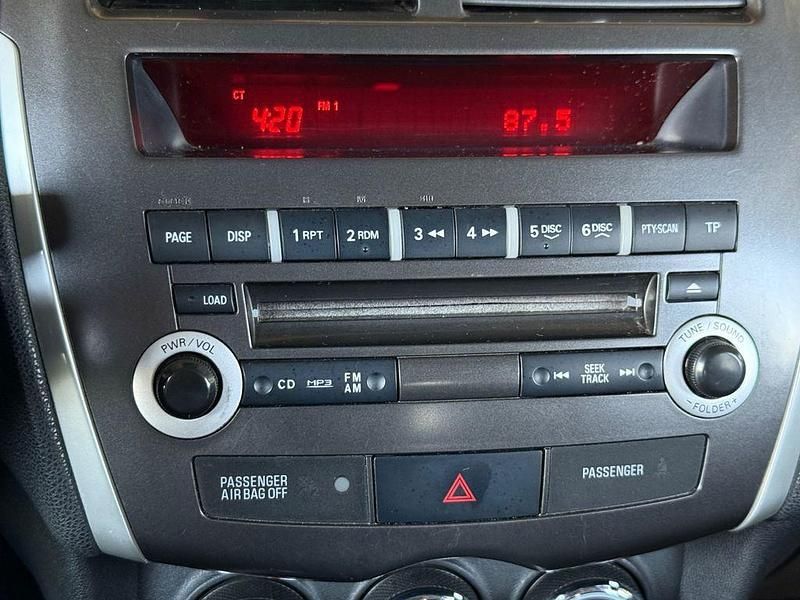 CT
4:20 FM 1 87.5
PAGE DISP 1 RPT 2 RDM 3 4 5 DISC 6 DISC PTY-SCAN TP
LOAD
PWR/VOL TUNE/SOUND
CD MP3 FM SEEK
AM TRACK
-FOLDER+
PASSENGER PASSENGER
AIR BAG OFF